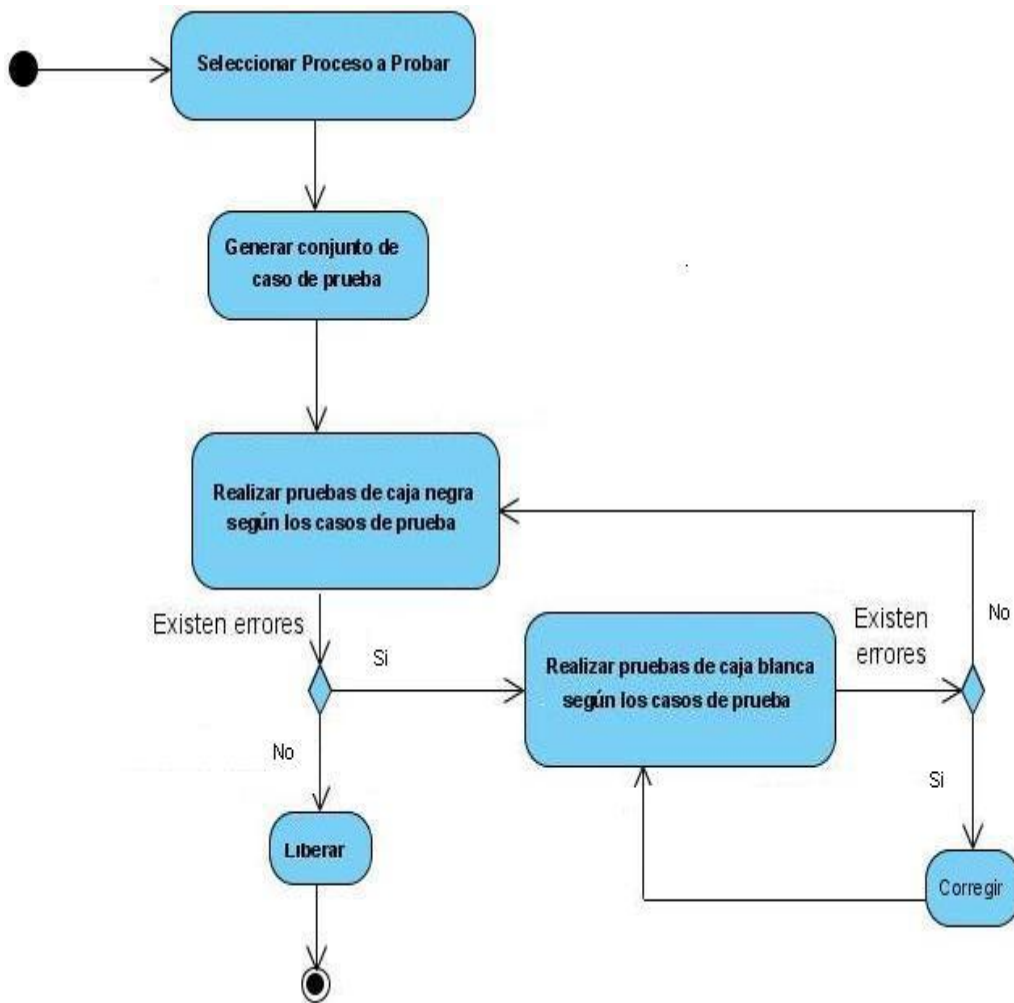 Seleccionar Proceso a Probar
Generar conjunto de
caso de prueba
Realizar pruebas de caja negra
según los casos de prueba
Existen errores
Si
No
Liberar
Realizar pruebas de caja blanca
según los casos de prueba
Existen
errores
No
Si
Corregir